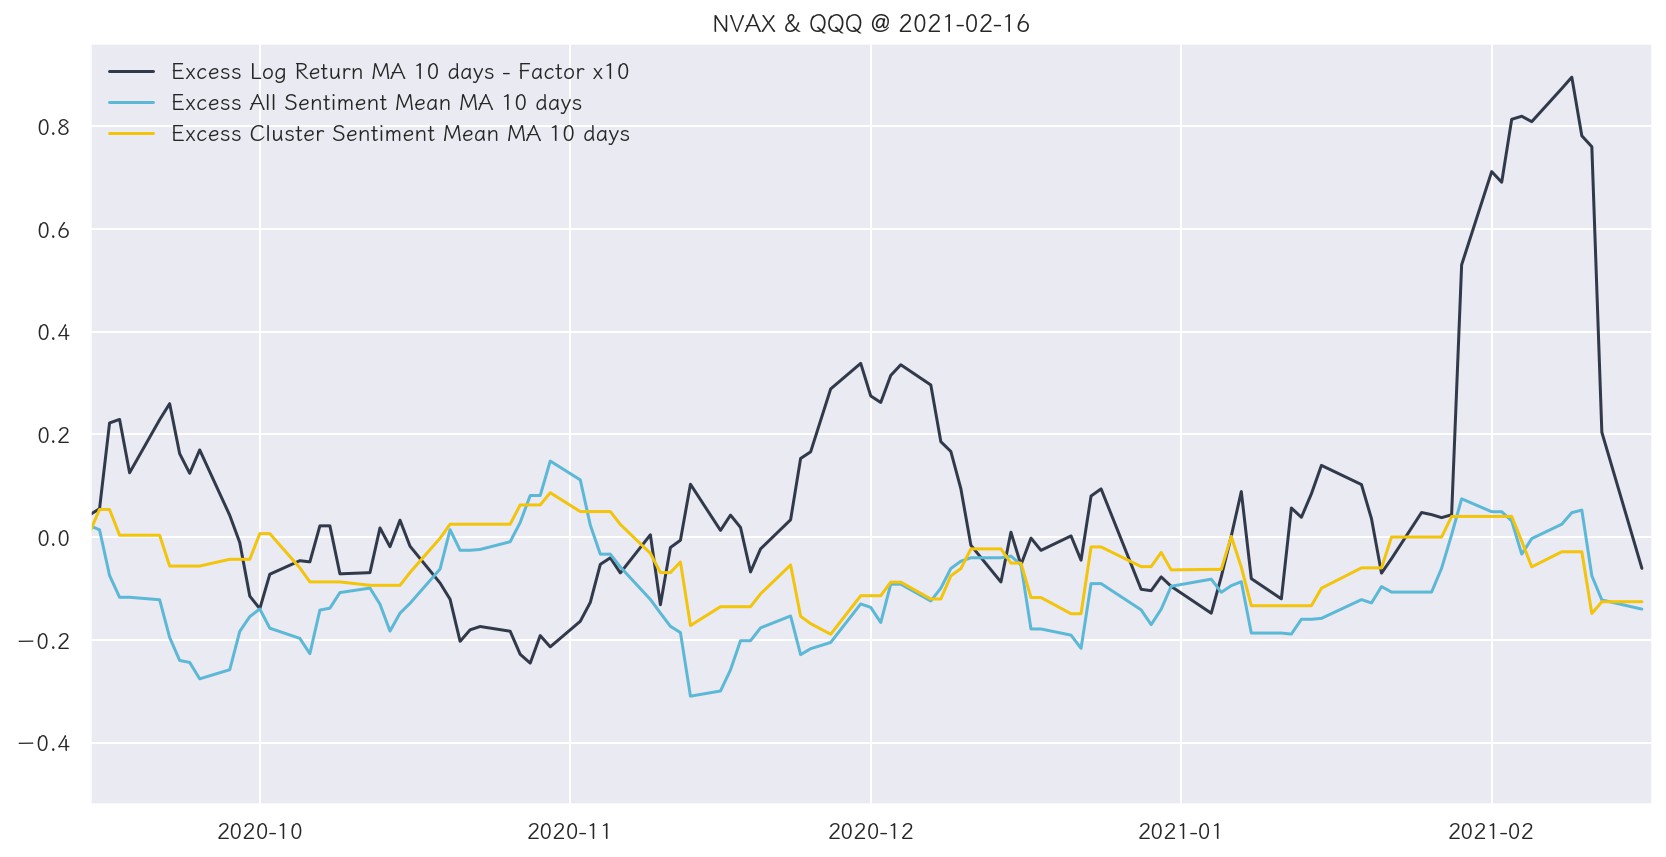 NVAX & QQQ @ 2021-02-16
Excess Log Return MA 10 days - Factor x10
Excess All Sentiment Mean MA 10 days
Excess Cluster Sentiment Mean MA 10 days
0.8
0.6
0.4
0.2
0.0
−0.2
−0.4
2020-10 2020-11 2020-12 2021-01 2021-02